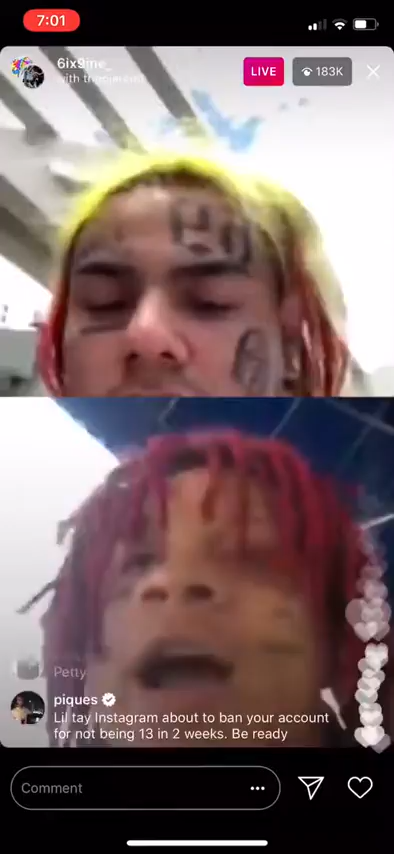 7:01
6ix9ine_
LIVE
183K
Petty
piques
Lil tay Instagram about to ban your account
for not being 13 in 2 weeks. Be ready
Comment